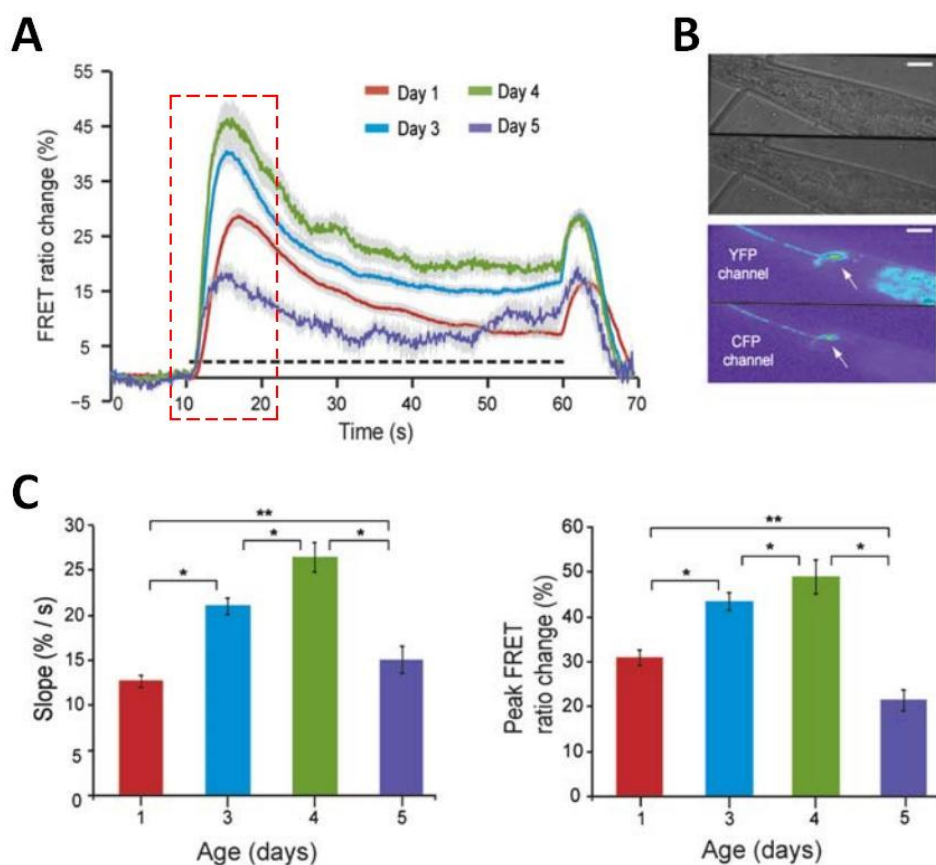 A
B
55
45
35
25
15
5
−5
FRET ratio change (%)
Day 1
Day 4
Day 3
Day 5
0
10
20
30
40
50
60
70
Time (s)
YFP
channel
CFP
channel
C
30
25
20
15
10
5
0
Slope (% / s)
**
*
*
*
1
3
4
5
Age (days)
60
50
40
30
20
10
0
Peak FRET
ratio change (%)
**
*
*
*
1
3
4
5
Age (days)